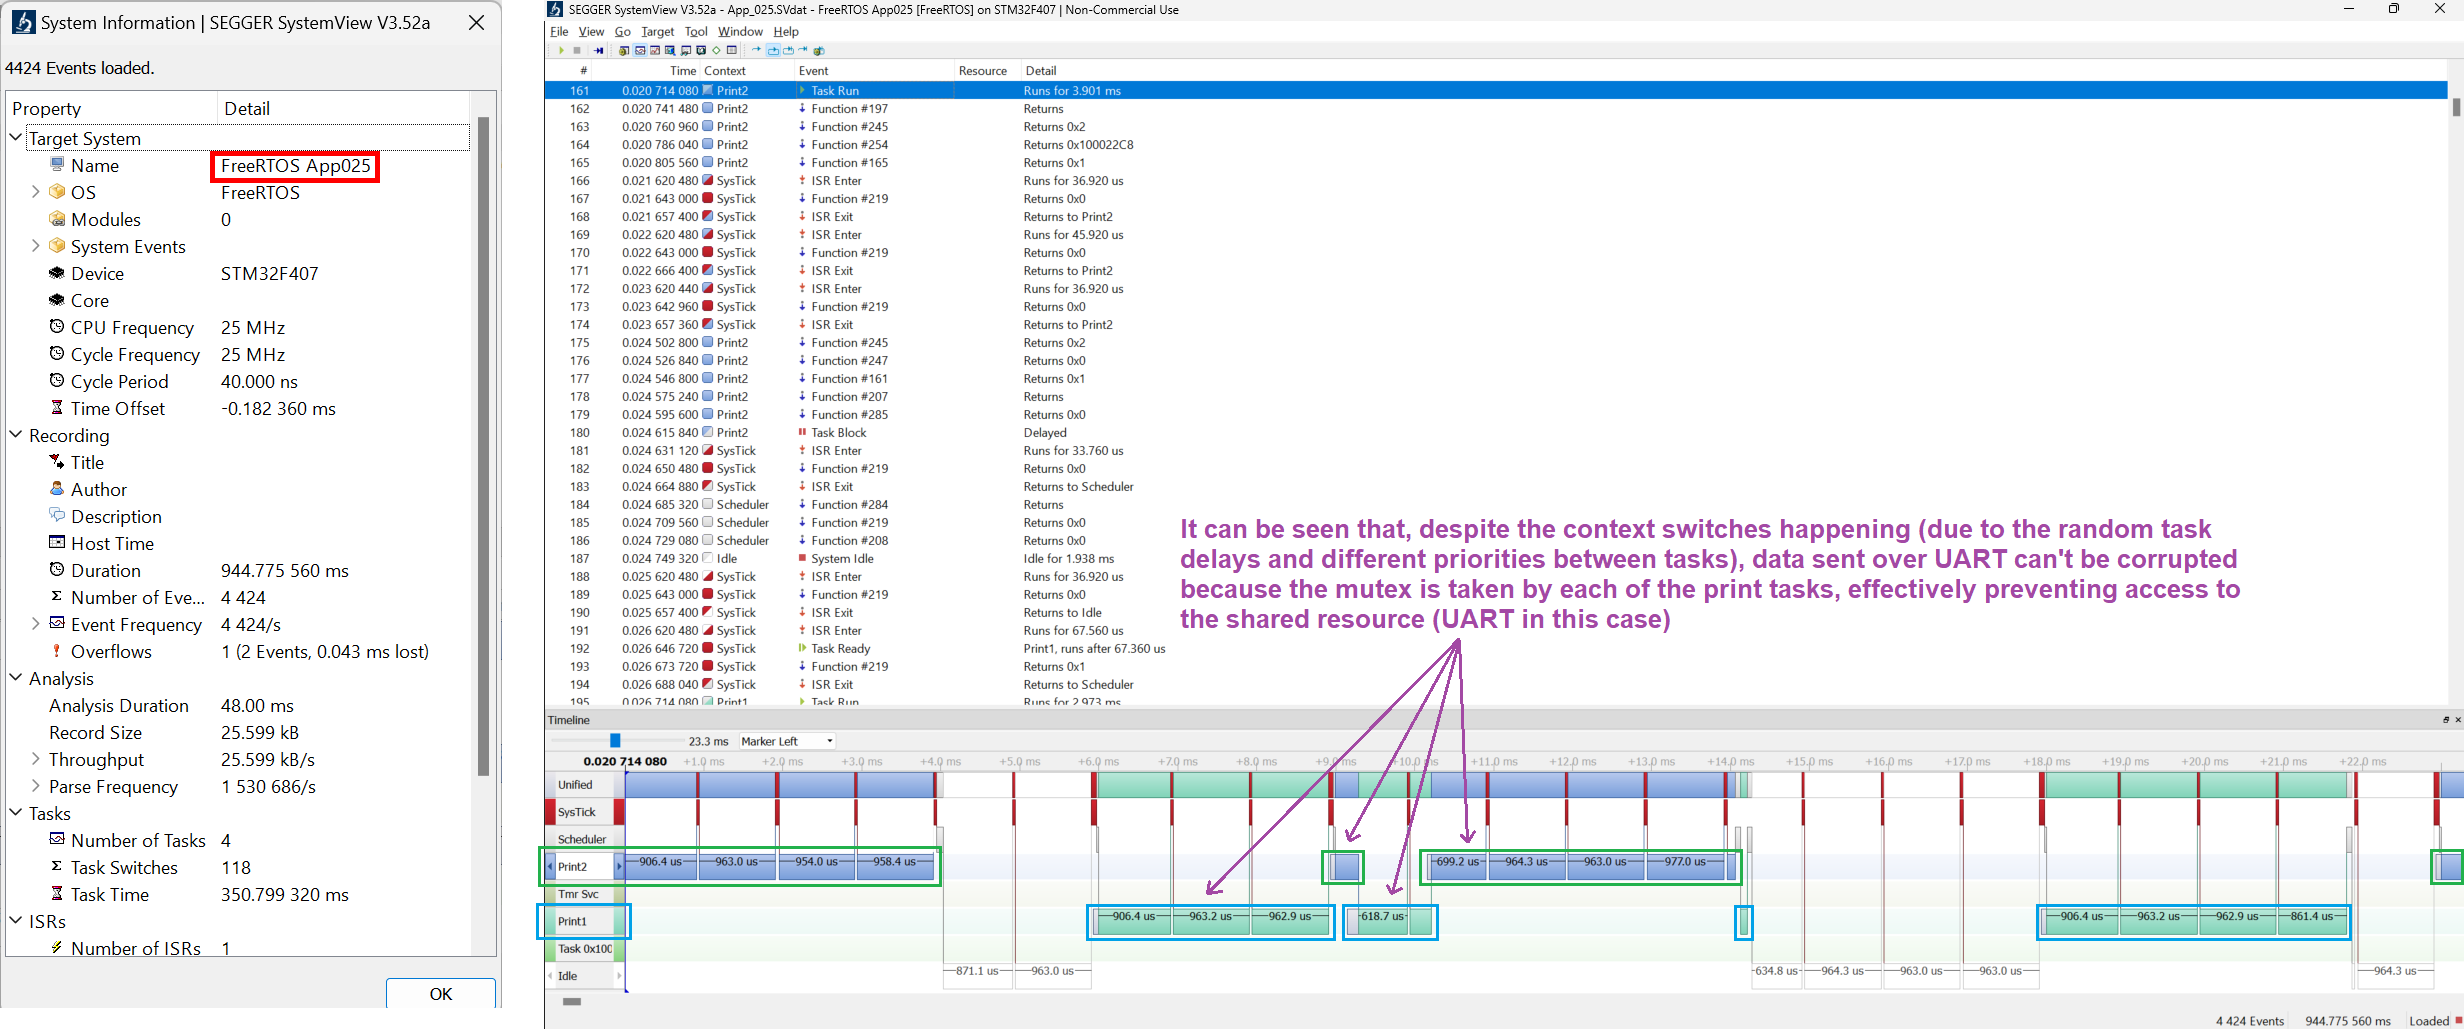 System Information | SEGGER SystemView V3.52a
4424 Events loaded.
Property Detail
Target System
Name FreeRTOS App025
OS FreeRTOS
Modules 0
System Events
Device STM32F407
Core
CPU Frequency 25 MHz
Cycle Frequency 25 MHz
Cycle Period 40.000 ns
Time Offset -0.182 360 ms
Recording
Title
Author
Description
Host Time
Duration 944.775 560 ms
Number of Eve... 4 424
Event Frequency 4 424/s
Overflows 1 (2 Events, 0.043 ms lost)
Analysis
Analysis Duration 48.00 ms
Record Size 25.599 kB
Throughput 25.599 kB/s
Parse Frequency 1 530 686/s
Tasks
Number of Tasks 4
Task Switches 118
Task Time 350.799 320 ms
ISRs
Number of ISRs 1
OK
SEGGER SystemView V3.52a - App_025.SVdat - FreeRTOS App025 [FreeRTOS] on STM32F407 | Non-Commercial Use
File View Go Target Tool Window Help
# Time Context Event Resource Detail
161 0.020 714 080 Print2 Task Run Runs for 3.901 ms
162 0.020 741 480 Print2 Function #197 Returns
163 0.020 760 960 Print2 Function #245 Returns 0x2
164 0.020 786 040 Print2 Function #254 Returns 0x100022C8
165 0.020 805 560 Print2 Function #165 Returns 0x1
166 0.021 620 480 SysTick ISR Enter Runs for 36.920 us
167 0.021 643 000 SysTick Function #219 Returns 0x0
168 0.021 657 400 SysTick ISR Exit Returns to Print2
169 0.022 620 480 SysTick ISR Enter Runs for 45.920 us
170 0.022 643 000 SysTick Function #219 Returns 0x0
171 0.022 666 400 SysTick ISR Exit Returns to Print2
172 0.023 620 440 SysTick ISR Enter Runs for 36.920 us
173 0.023 642 960 SysTick Function #219 Returns 0x0
174 0.023 657 360 SysTick ISR Exit Returns to Print2
175 0.024 502 800 Print2 Function #245 Returns 0x2
176 0.024 526 840 Print2 Function #247 Returns 0x0
177 0.024 546 800 Print2 Function #161 Returns 0x1
178 0.024 575 240 Print2 Function #207 Returns
179 0.024 595 600 Print2 Function #285 Returns 0x0
180 0.024 615 840 Print2 Task Block Delayed
181 0.024 631 120 SysTick ISR Enter Runs for 33.760 us
182 0.024 650 480 SysTick Function #219 Returns 0x0
183 0.024 664 880 SysTick ISR Exit Returns to Scheduler
184 0.024 685 320 Scheduler Function #284 Returns
185 0.024 709 560 Scheduler Function #219 Returns 0x0
186 0.024 729 080 Scheduler Function #208 Returns 0x0
187 0.024 749 320 Idle System Idle Idle for 1.938 ms
188 0.025 620 480 SysTick ISR Enter Runs for 36.920 us
189 0.025 643 000 SysTick Function #219 Returns 0x0
190 0.025 657 400 SysTick ISR Exit Returns to Idle
191 0.026 620 480 SysTick ISR Enter Runs for 67.560 us
192 0.026 646 720 SysTick Task Ready Print1, runs after 67.360 us
193 0.026 673 720 SysTick Function #219 Returns 0x1
194 0.026 688 040 SysTick ISR Exit Returns to Scheduler
195 0.026 714 080 Print1 Task Run Runs for 2.973 ms
It can be seen that, despite the context switches happening (due to the random task
delays and different priorities between tasks), data sent over UART can't be corrupted
because the mutex is taken by each of the print tasks, effectively preventing access to
the shared resource (UART in this case)
Timeline
23.3 ms Marker Left
0.020 714 080 +1.0 ms +2.0 ms +3.0 ms +4.0 ms +5.0 ms +6.0 ms +7.0 ms +8.0 ms +9.0 ms +10.0 ms +11.0 ms +12.0 ms +13.0 ms +14.0 ms +15.0 ms +16.0 ms +17.0 ms +18.0 ms +19.0 ms +20.0 ms +21.0 ms +22.0 ms
Unified
SysTick
Scheduler
Print2 906.4 us 963.0 us 954.0 us 958.4 us 699.2 us 964.3 us 963.0 us 977.0 us
Tmr Svc
Print1 906.4 us 963.2 us 962.9 us 618.7 us 906.4 us 963.2 us 962.9 us 861.4 us
Task 0x100
Idle 871.1 us 963.0 us 634.8 us 964.3 us 963.0 us 963.0 us 964.3 us
4 424 Events 944.775 560 ms Loaded